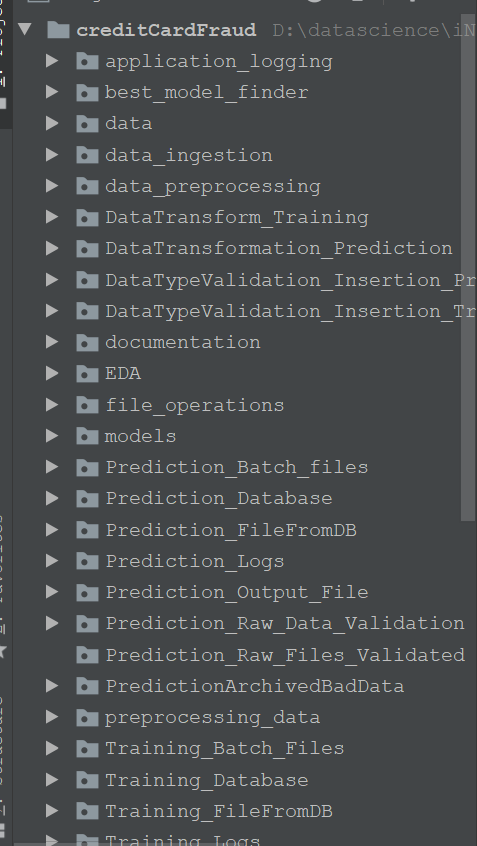 creditCardFraud D:\datascience\iN
application_logging
best_model_finder
data
data_ingestion
data_preprocessing
DataTransform_Training
DataTransformation_Prediction
DataTypeValidation_Insertion_Pr
DataTypeValidation_Insertion_Tr
documentation
EDA
file_operations
models
Prediction_Batch_files
Prediction_Database
Prediction_FileFromDB
Prediction_Logs
Prediction_Output_File
Prediction_Raw_Data_Validation
Prediction_Raw_Files_Validated
PredictionArchivedBadData
preprocessing_data
Training_Batch_Files
Training_Database
Training_FileFromDB
Training_Logs